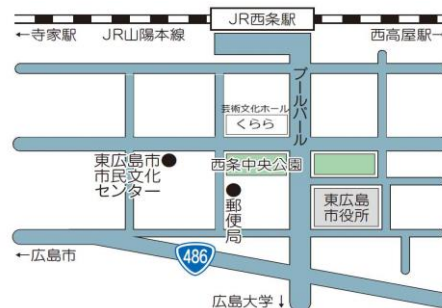 JR西条駅
←寺家駅
JR山陽本線
西高屋駅→
ブールバール
芸術文化ホール
くらら
東広島市
市民文化
センター
西条中央公園
郵便局
東広島
市役所
←広島市
486
広島大学↓